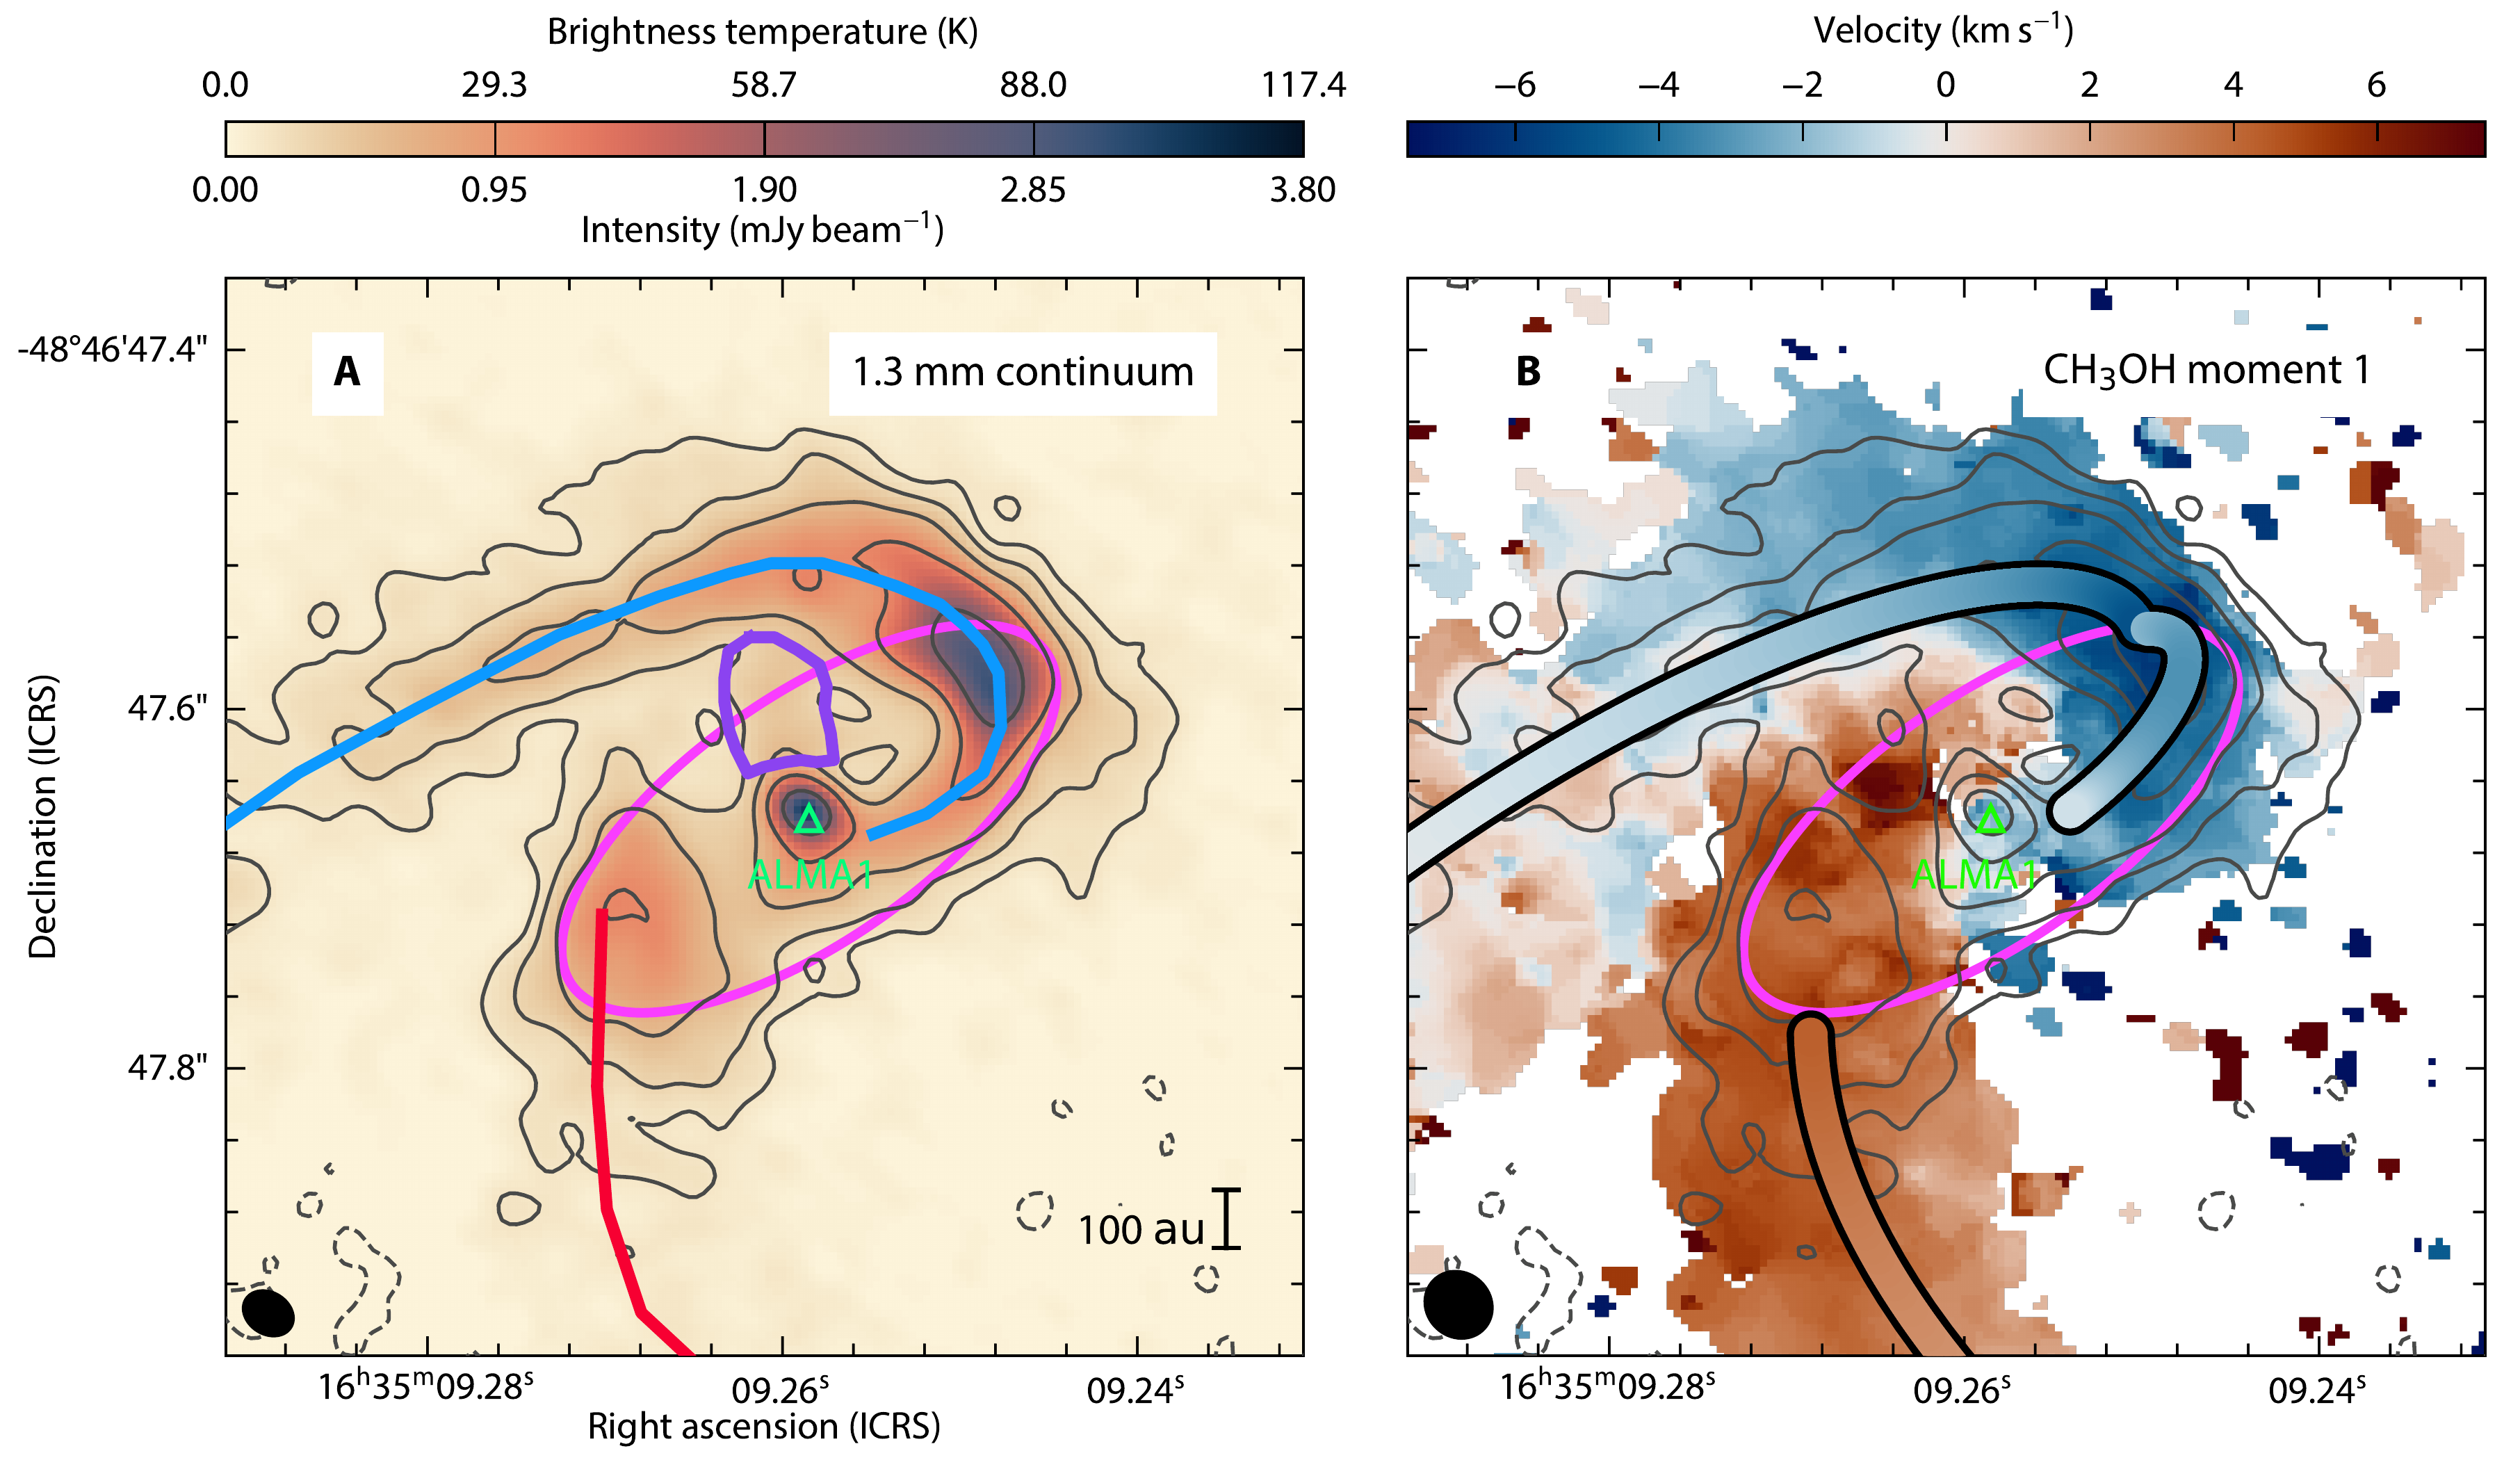 Brightness temperature (K)
0.0 29.3 58.7 88.0 117.4
0.00 0.95 1.90 2.85 3.80
Intensity (mJy beam⁻¹)
Velocity (km s⁻¹)
−6 −4 −2 0 2 4 6
A
1.3 mm continuum
ALMA1
100 au
-48°46'47.4"
47.6"
47.8"
Declination (ICRS)
16ʰ35ᵐ09.28ˢ 09.26ˢ 09.24ˢ
Right ascension (ICRS)
B
CH₃OH moment 1
ALMA1
16ʰ35ᵐ09.28ˢ 09.26ˢ 09.24ˢ